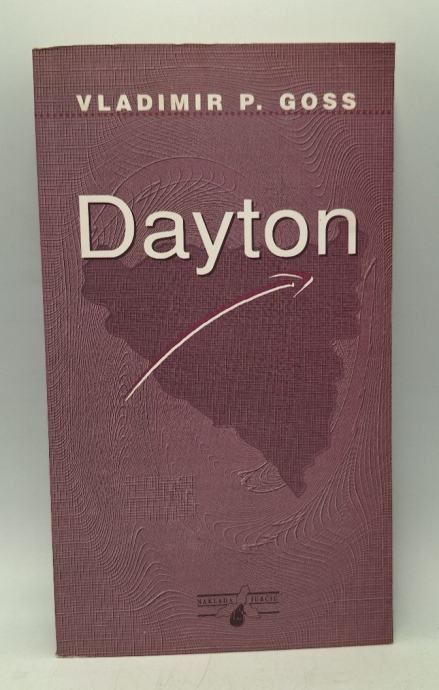 VLADIMIR P. GOSS
Dayton
NAKLADA JURČIĆ